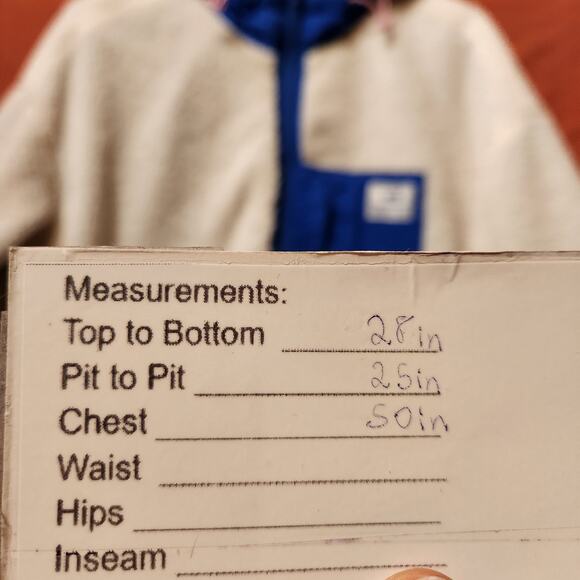 Measurements:
Top to Bottom 28in
Pit to Pit 25in
Chest 50in
Waist
Hips
Inseam